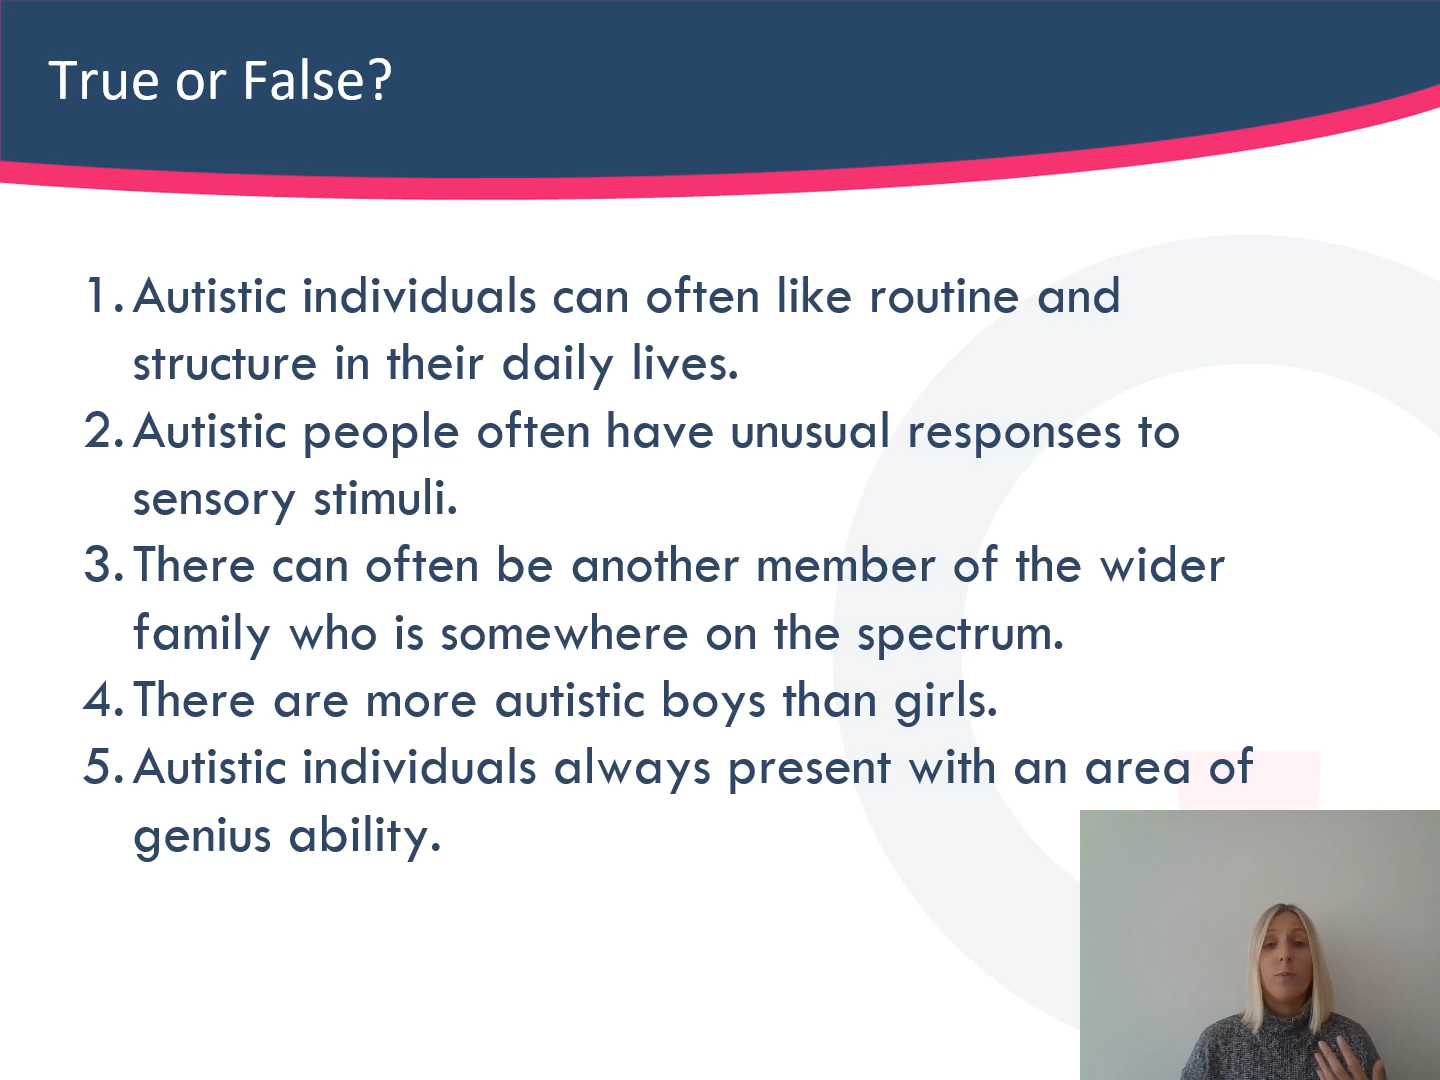 True or False?
1. Autistic individuals can often like routine and
structure in their daily lives.
2. Autistic people often have unusual responses to
sensory stimuli.
3. There can often be another member of the wider
family who is somewhere on the spectrum.
4. There are more autistic boys than girls.
5. Autistic individuals always present with an area of
genius ability.